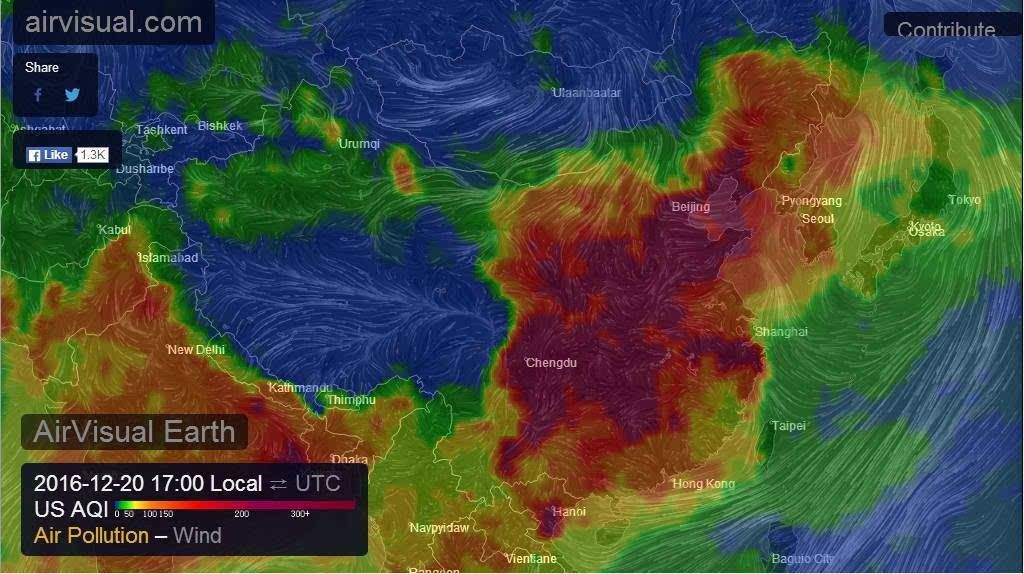 airvisual.com
Contribute
Share
Ulaanbaatar
Ashgabat
Tashkent
Bishkek
Urumqi
Like 1.3K
Dushanbe
Beijing
Pyongyang
Seoul
Tokyo
Kyoto
Osaka
Kabul
Islamabad
Shanghai
New Delhi
Chengdu
Kathmandu
Thimphu
Taipei
AirVisual Earth
Dhaka
2016-12-20 17:00 Local ⇄ UTC
Hong Kong
US AQI 0 50 100 150 200 300+
Hanoi
Air Pollution – Wind
Naypyidaw
Vientiane
Baguio City
Rangon